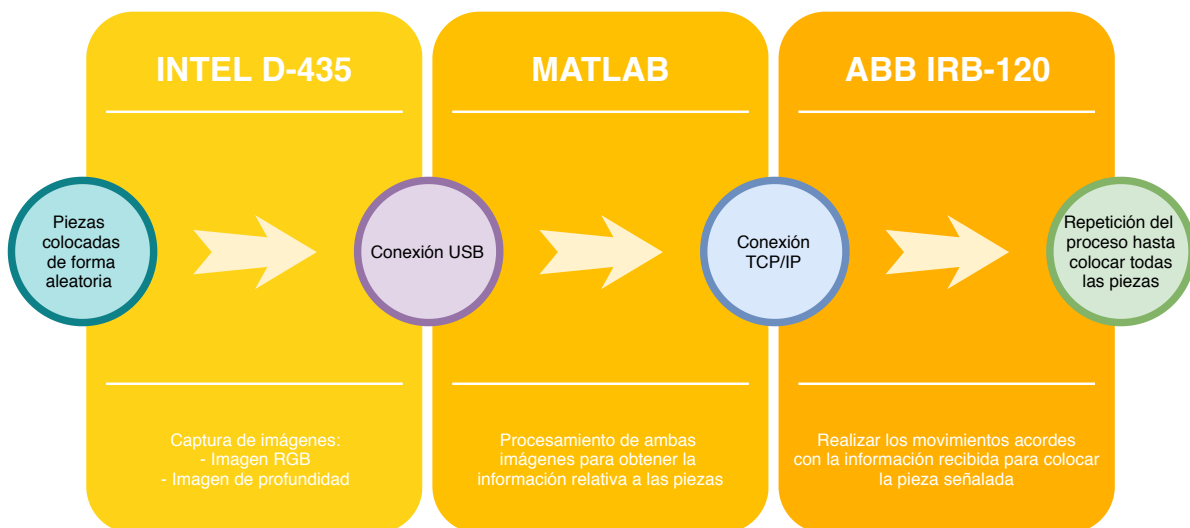 INTEL D-435
MATLAB
ABB IRB-120
Piezas
colocadas
de forma
aleatoria
Conexión USB
Conexión
TCP/IP
Repetición del
proceso hasta
colocar todas
las piezas
Captura de imágenes:
- Imagen RGB
- Imagen de profundidad
Procesamiento de ambas
imágenes para obtener la
información relativa a las piezas
Realizar los movimientos acordes
con la información recibida para colocar
la pieza señalada